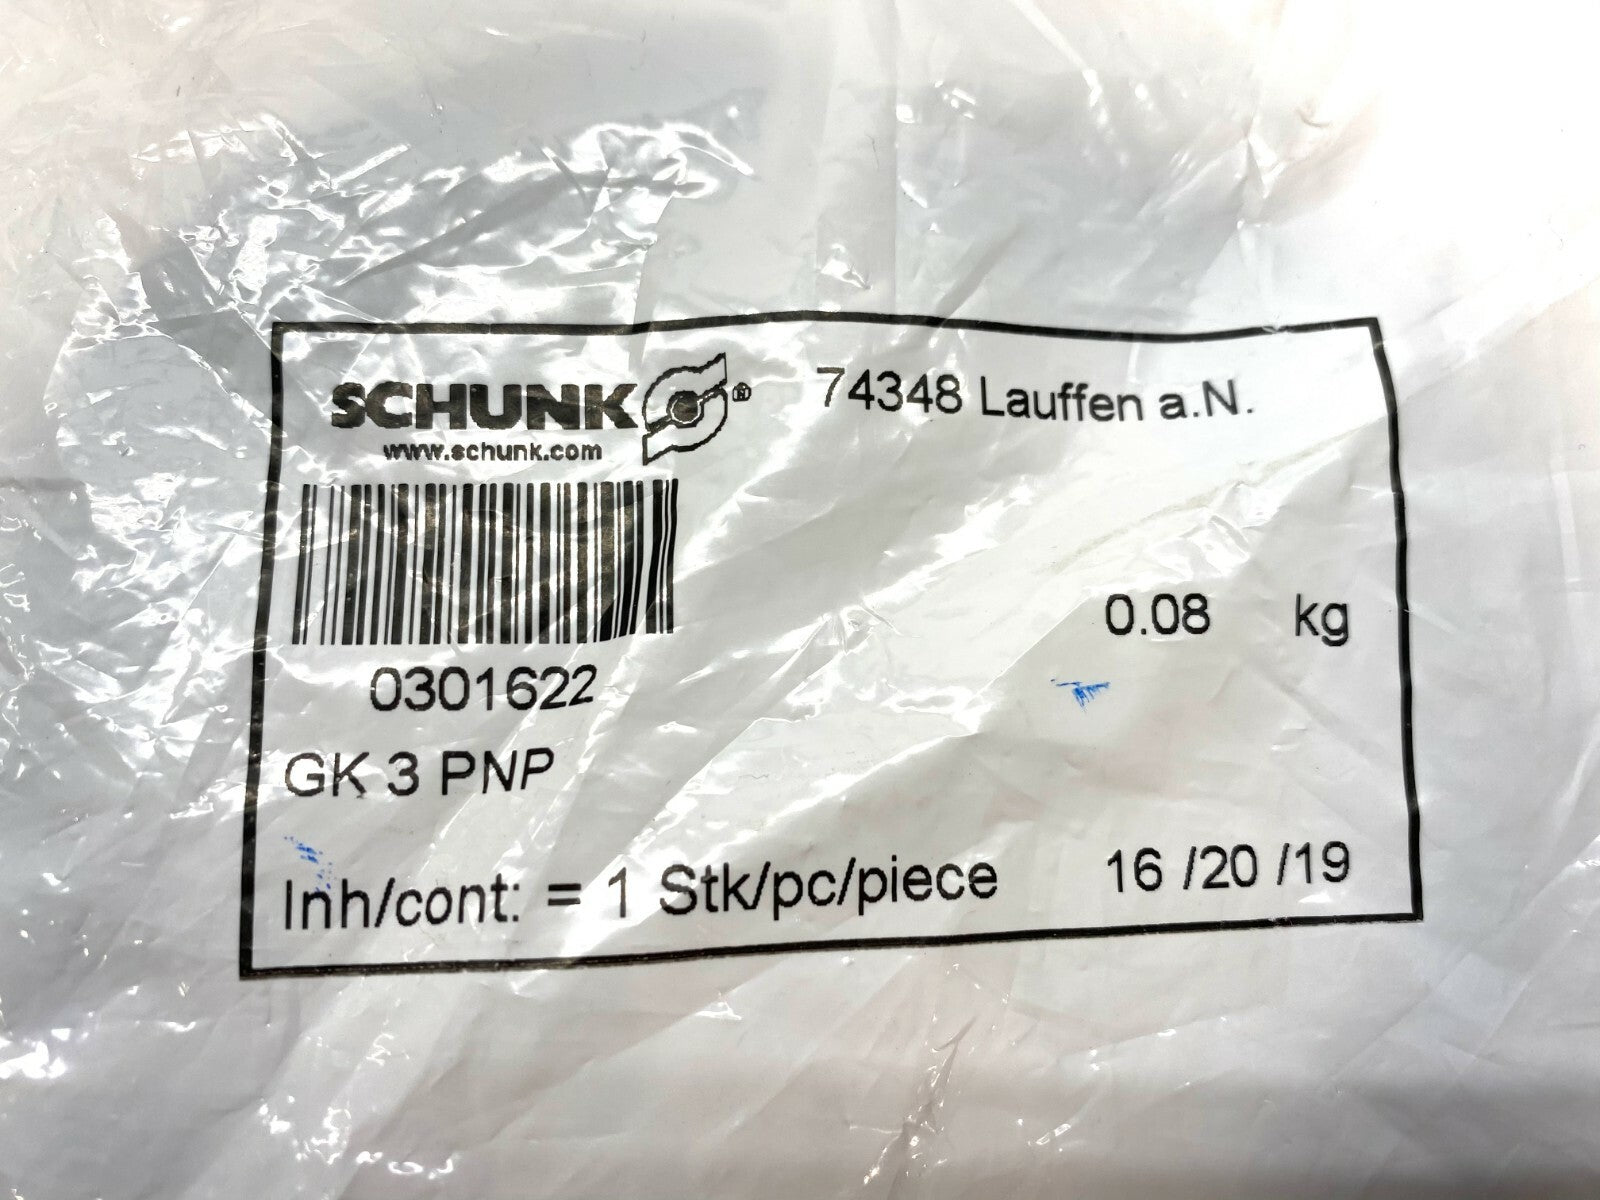 SCHUNK ®
www.schunk.com
74348 Lauffen a.N.
0301622
0.08 kg
GK 3 PNP
Inh/cont: = 1 Stk/pc/piece
16 /20 /19